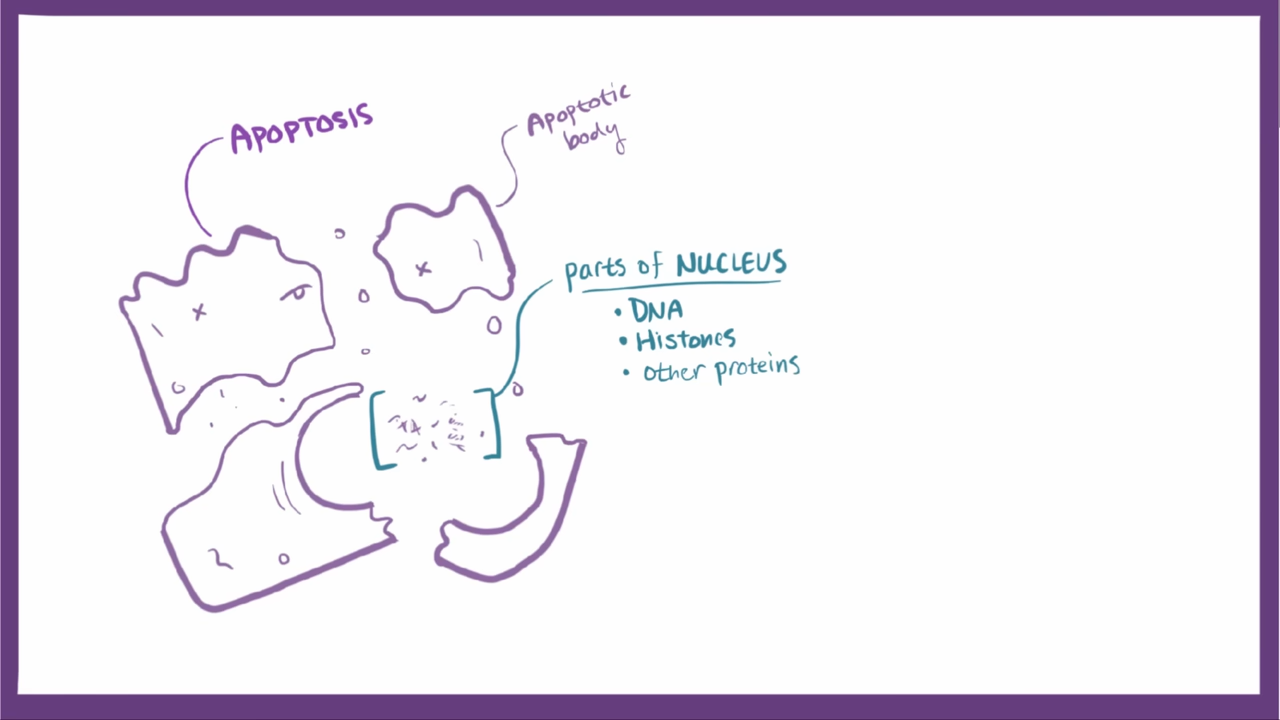 APOPTOSIS
Apoptotic
body
parts of NUCLEUS
• DNA
• Histones
• other proteins